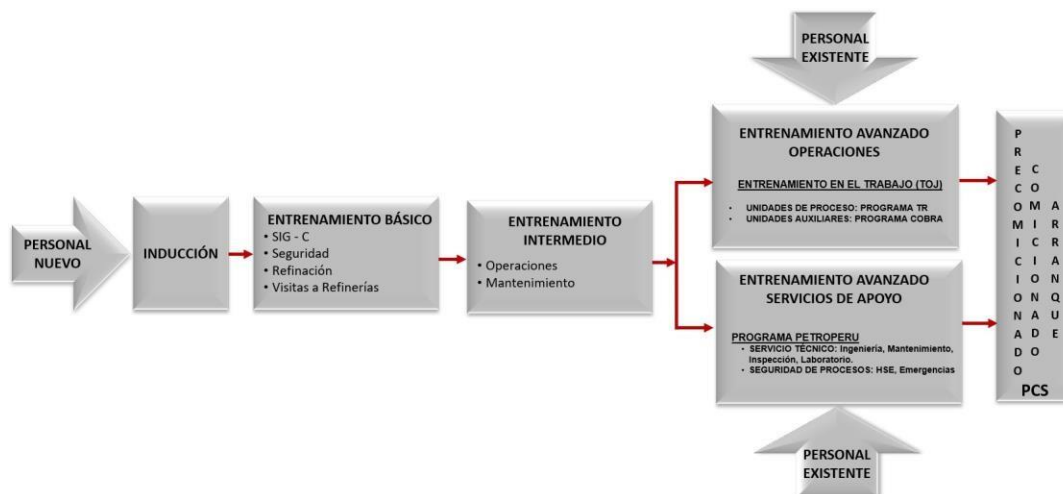 PERSONAL
EXISTENTE
PERSONAL
NUEVO
INDUCCIÓN
ENTRENAMIENTO BÁSICO
• SIG - C
• Seguridad
• Refinación
• Visitas a Refinerías
ENTRENAMIENTO
INTERMEDIO
• Operaciones
• Mantenimiento
ENTRENAMIENTO AVANZADO
OPERACIONES
ENTRENAMIENTO EN EL TRABAJO (TOJ)
• UNIDADES DE PROCESO: PROGRAMA TR
• UNIDADES AUXILIARES: PROGRAMA COBRA
ENTRENAMIENTO AVANZADO
SERVICIOS DE APOYO
PROGRAMA PETROPERU
• SERVICIO TÉCNICO: Ingeniería, Mantenimiento,
Inspección, Laboratorio.
• SEGURIDAD DE PROCESOS: HSE, Emergencias
PRECOMICIONADO
COMICIONADO
ARRANQUE
PCS
PERSONAL
EXISTENTE